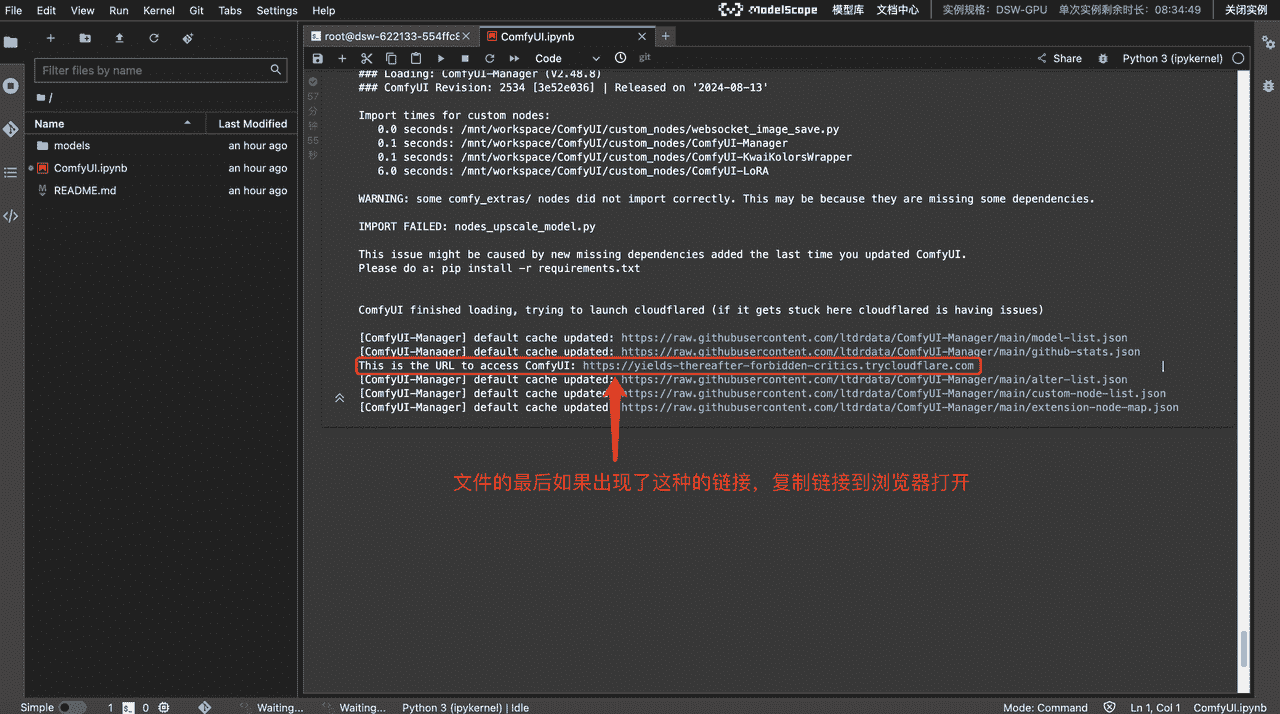 File Edit View Run Kernel Git Tabs Settings Help
ModelScope 模型库 文档中心 实例规格：DSW-GPU 单次实例剩余时长：08:34:49 关闭实例
root@dsw-622133-554ffc8
ComfyUI.ipynb
Filter files by name
Code
git
Share
Python 3 (ipykernel)
/
Name Last Modified
models an hour ago
ComfyUI.ipynb an hour ago
README.md an hour ago
57
分
钟
55
秒
### Loading: ComfyUI-Manager (V2.48.8)
### ComfyUI Revision: 2534 [3e52e036] | Released on '2024-08-13'
Import times for custom nodes:
0.0 seconds: /mnt/workspace/ComfyUI/custom_nodes/websocket_image_save.py
0.1 seconds: /mnt/workspace/ComfyUI/custom_nodes/ComfyUI-Manager
0.1 seconds: /mnt/workspace/ComfyUI/custom_nodes/ComfyUI-KwaiKolorsWrapper
6.0 seconds: /mnt/workspace/ComfyUI/custom_nodes/ComfyUI-LoRA
WARNING: some comfy_extras/ nodes did not import correctly. This may be because they are missing some dependencies.
IMPORT FAILED: nodes_upscale_model.py
This issue might be caused by new missing dependencies added the last time you updated ComfyUI.
Please do a: pip install -r requirements.txt
ComfyUI finished loading, trying to launch cloudflared (if it gets stuck here cloudflared is having issues)
[ComfyUI-Manager] default cache updated: https://raw.githubusercontent.com/ltdrdata/ComfyUI-Manager/main/model-list.json
[ComfyUI-Manager] default cache updated: https://raw.githubusercontent.com/ltdrdata/ComfyUI-Manager/main/github-stats.json
This is the URL to access ComfyUI: https://yields-thereafter-forbidden-critics.trycloudflare.com
[ComfyUI-Manager] default cache updated: https://raw.githubusercontent.com/ltdrdata/ComfyUI-Manager/main/alter-list.json
[ComfyUI-Manager] default cache updated https://raw.githubusercontent.com/ltdrdata/ComfyUI-Manager/main/custom-node-list.json
[ComfyUI-Manager] default cache updated https://raw.githubusercontent.com/ltdrdata/ComfyUI-Manager/main/extension-node-map.json
文件的最后如果出现了这种的链接，复制链接到浏览器打开
Simple 1 0 Waiting... Waiting... Python 3 (ipykernel) | Idle Mode: Command Ln 1, Col 1 ComfyUI.ipynb